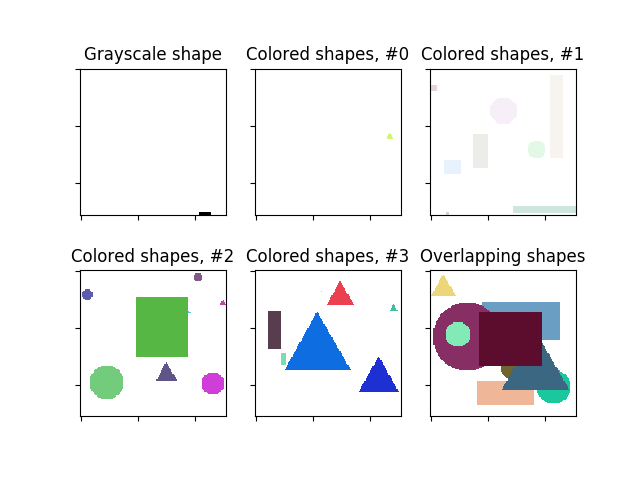 Grayscale shape
Colored shapes, #0
Colored shapes, #1
Colored shapes, #2
Colored shapes, #3
Overlapping shapes